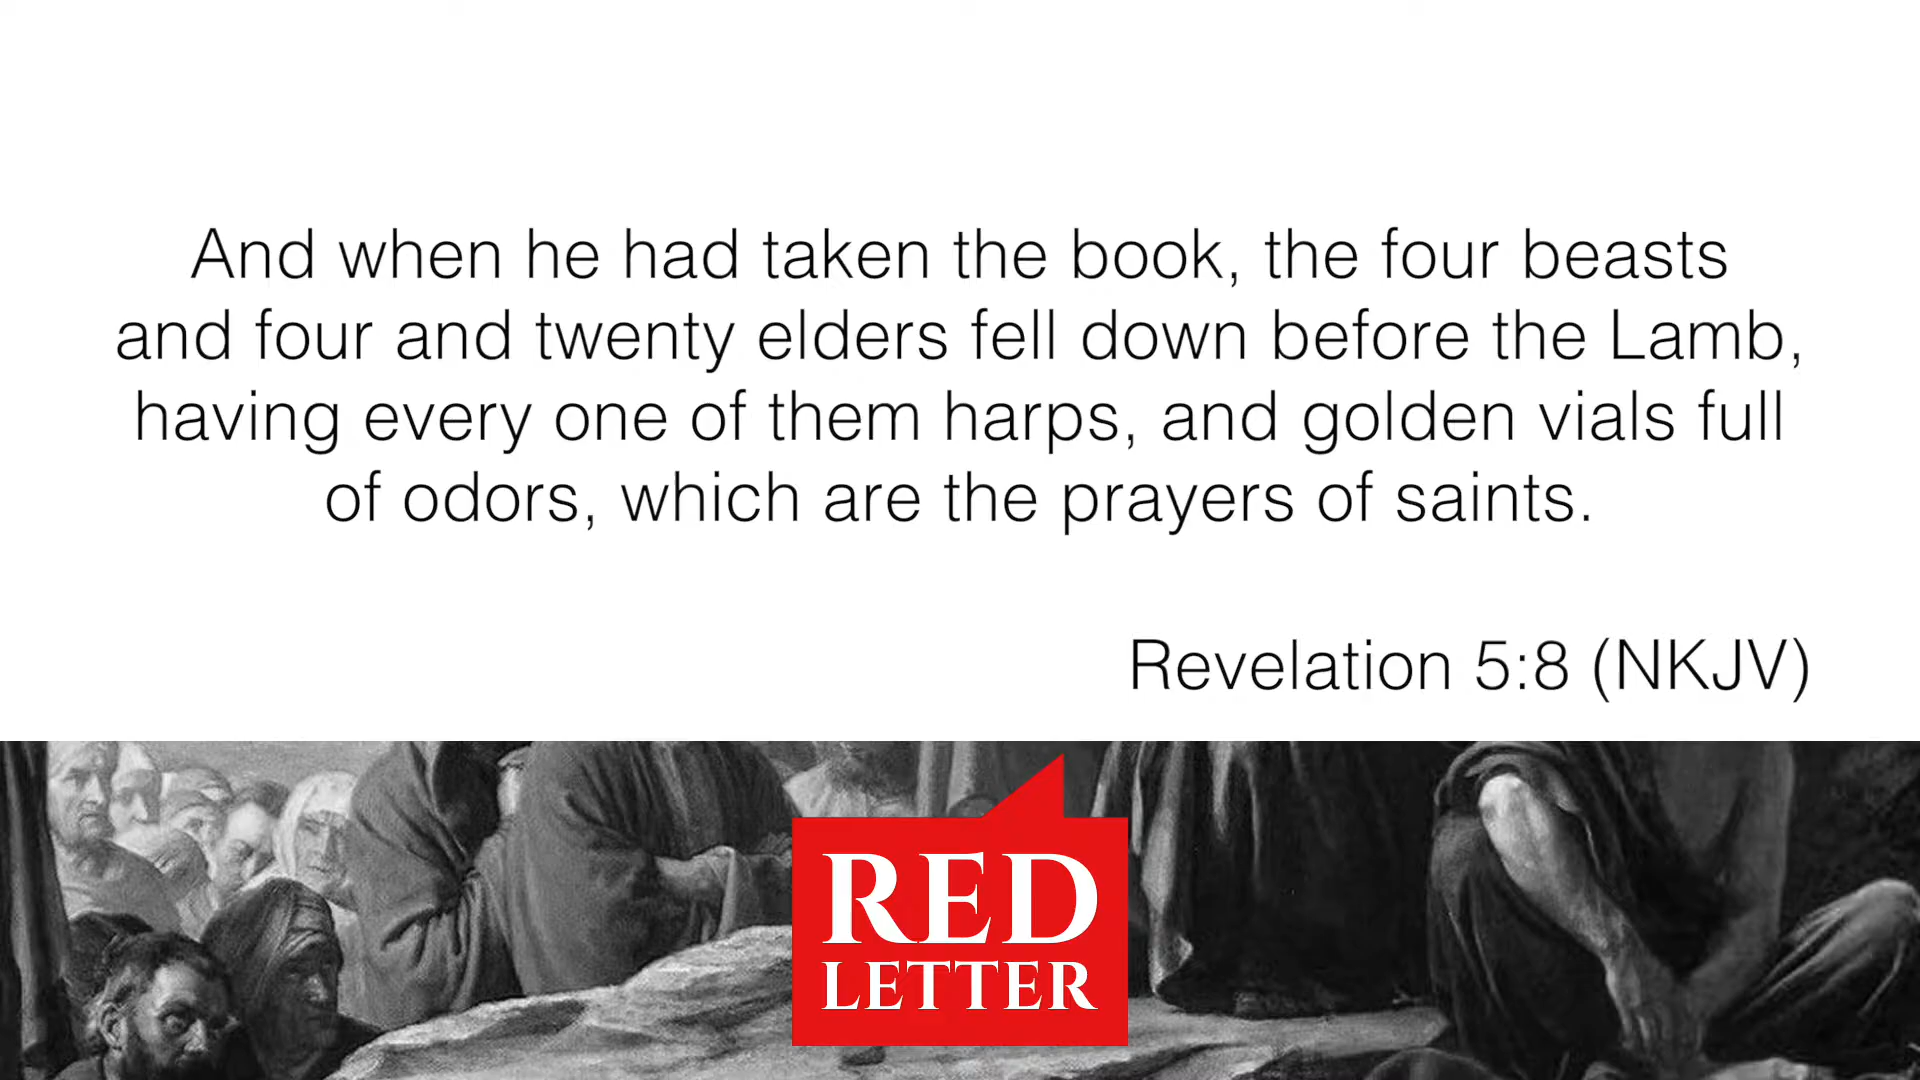 And when he had taken the book, the four beasts
and four and twenty elders fell down before the Lamb,
having every one of them harps, and golden vials full
of odors, which are the prayers of saints.
Revelation 5:8 (NKJV)
RED
LETTER